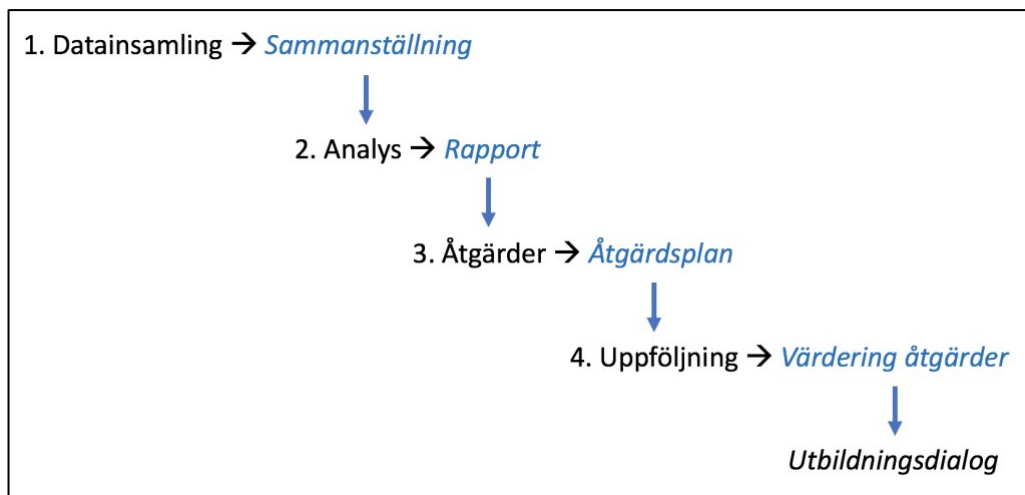 1. Datainsamling → Sammanställning
2. Analys → Rapport
3. Åtgärder → Åtgärdsplan
4. Uppföljning → Värdering åtgärder
Utbildningsdialog